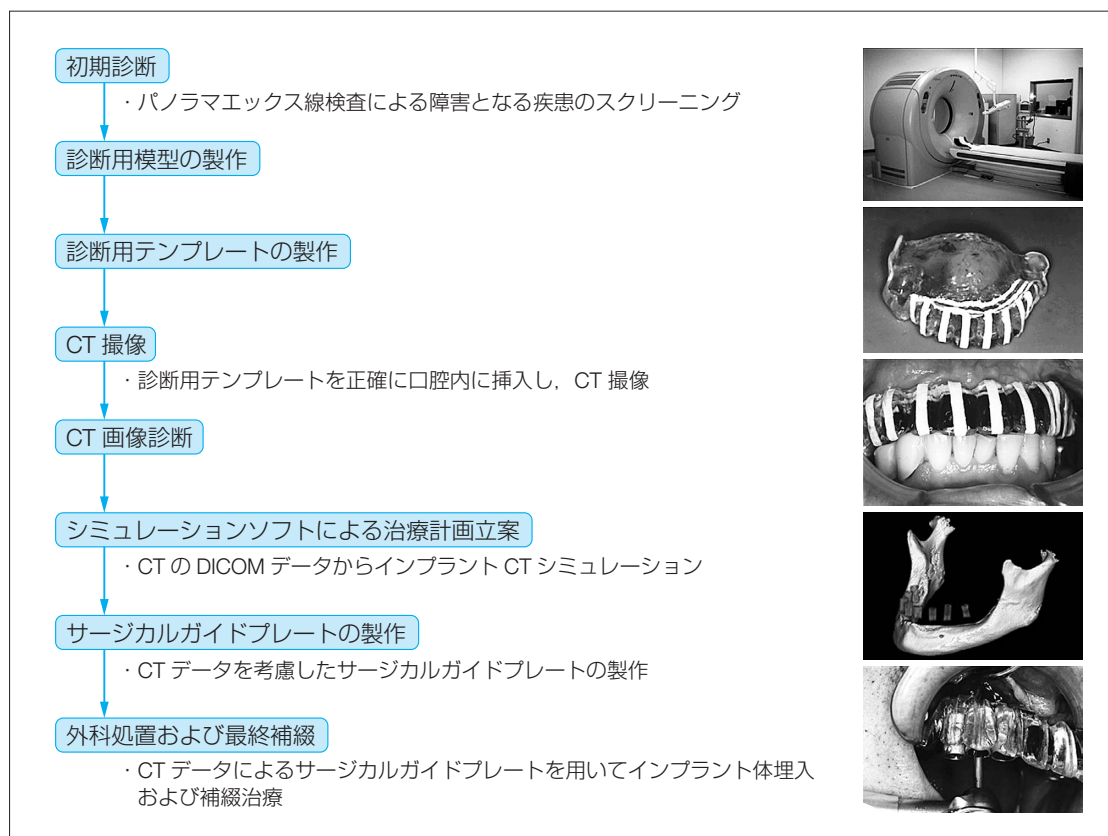 初期診断
・パノラマエックス線検査による障害となる疾患のスクリーニング
診断用模型の製作
診断用テンプレートの製作
CT 撮像
・診断用テンプレートを正確に口腔内に挿入し，CT 撮像
CT 画像診断
シミュレーションソフトによる治療計画立案
・CT の DICOM データからインプラント CT シミュレーション
サージカルガイドプレートの製作
・CT データを考慮したサージカルガイドプレートの製作
外科処置および最終補綴
・CT データによるサージカルガイドプレートを用いてインプラント体埋入
および補綴治療